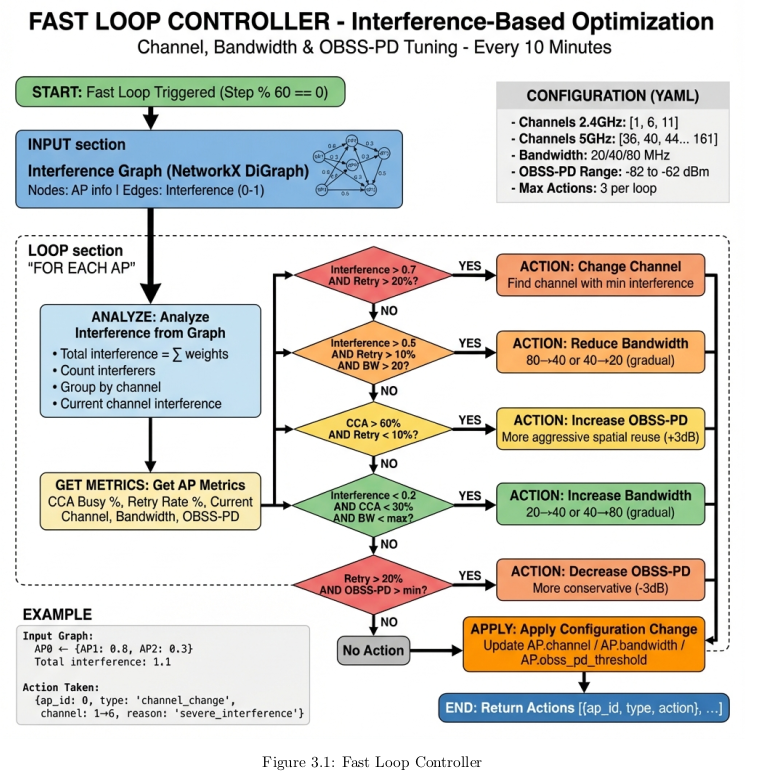 FAST LOOP CONTROLLER - Interference-Based Optimization
Channel, Bandwidth & OBSS-PD Tuning - Every 10 Minutes
START: Fast Loop Triggered (Step % 60 == 0)
INPUT section
Interference Graph (NetworkX DiGraph)
Nodes: AP info | Edges: Interference (0-1)
CONFIGURATION (YAML)
- Channels 2.4GHz: [1, 6, 11]
- Channels 5GHz: [36, 40, 44... 161]
- Bandwidth: 20/40/80 MHz
- OBSS-PD Range: -82 to -62 dBm
- Max Actions: 3 per loop
LOOP section
"FOR EACH AP"
ANALYZE: Analyze
Interference from Graph
• Total interference = ∑ weights
• Count interferers
• Group by channel
• Current channel interference
GET METRICS: Get AP Metrics
CCA Busy %, Retry Rate %, Current
Channel, Bandwidth, OBSS-PD
Interference > 0.7
AND Retry > 20%?
YES
ACTION: Change Channel
Find channel with min interference
NO
Interference > 0.5
AND Retry > 10%
AND BW > 20?
YES
ACTION: Reduce Bandwidth
80→40 or 40→20 (gradual)
NO
CCA > 60%
AND Retry < 10%?
YES
ACTION: Increase OBSS-PD
More aggressive spatial reuse (+3dB)
NO
Interference < 0.2
AND CCA < 30%
AND BW < max?
YES
ACTION: Increase Bandwidth
20→40 or 40→80 (gradual)
NO
Retry > 20%
AND OBSS-PD > min?
YES
ACTION: Decrease OBSS-PD
More conservative (-3dB)
NO
No Action
APPLY: Apply Configuration Change
Update AP.channel / AP.bandwidth /
AP.obss_pd_threshold
END: Return Actions [{ap_id, type, action}, ...]
EXAMPLE
Input Graph:
AP0 ← {AP1: 0.8, AP2: 0.3}
Total interference: 1.1
Action Taken:
{ap_id: 0, type: 'channel_change',
channel: 1→6, reason: 'severe_interference'}
Figure 3.1: Fast Loop Controller